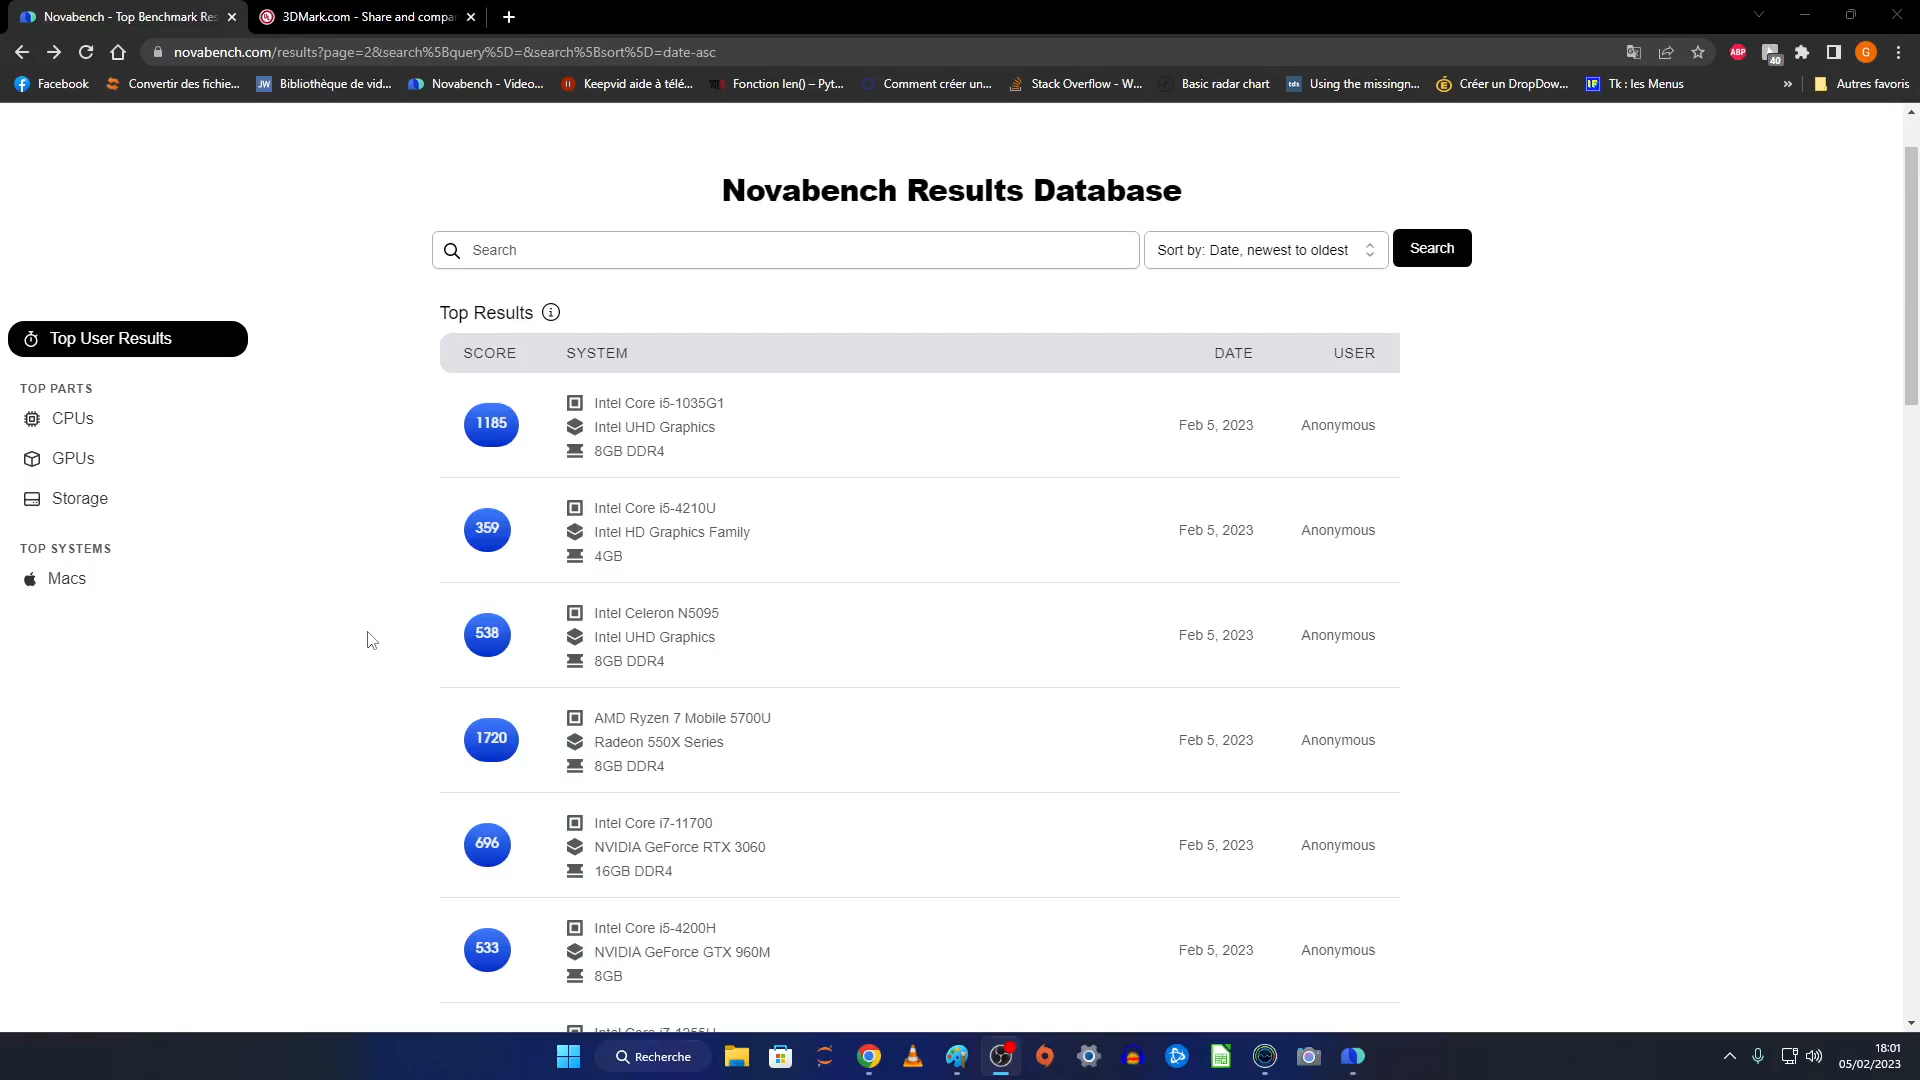 Novabench - Top Benchmark Res
3DMark.com - Share and compar
novabench.com/results?page=2&search%5Bquery%5D=&search%5Bsort%5D=date-asc
ABP
40
G
Facebook
Convertir des fichie...
JW
Bibliothèque de vid...
Novabench - Video...
Keepvid aide à télé...
Fonction len() – Pyt...
Comment créer un...
Stack Overflow - W...
Basic radar chart
tds
Using the missingn...
Créer un DropDow...
Tk : les Menus
»
Autres favoris
Novabench Results Database
Search
Sort by: Date, newest to oldest
Search
Top Results
Top User Results
TOP PARTS
CPUs
GPUs
Storage
TOP SYSTEMS
Macs
SCORE SYSTEM DATE USER
1185
Intel Core i5-1035G1
Intel UHD Graphics
8GB DDR4
Feb 5, 2023
Anonymous
359
Intel Core i5-4210U
Intel HD Graphics Family
4GB
Feb 5, 2023
Anonymous
538
Intel Celeron N5095
Intel UHD Graphics
8GB DDR4
Feb 5, 2023
Anonymous
1720
AMD Ryzen 7 Mobile 5700U
Radeon 550X Series
8GB DDR4
Feb 5, 2023
Anonymous
696
Intel Core i7-11700
NVIDIA GeForce RTX 3060
16GB DDR4
Feb 5, 2023
Anonymous
533
Intel Core i5-4200H
NVIDIA GeForce GTX 960M
8GB
Feb 5, 2023
Anonymous
Intel Core i7-1255U
Recherche
18:01
05/02/2023